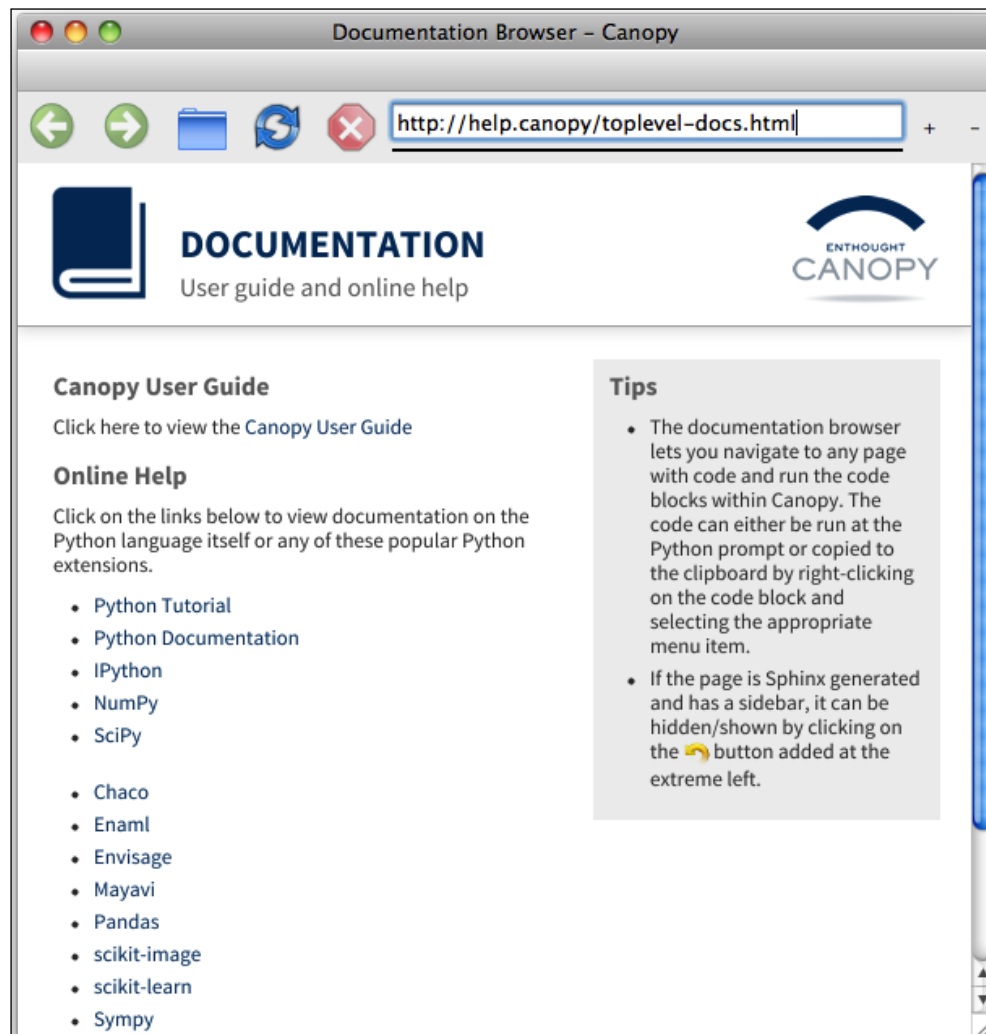 Documentation Browser – Canopy
http://help.canopy/toplevel-docs.html
+ -
DOCUMENTATION
User guide and online help
ENTHOUGHT
CANOPY
Canopy User Guide
Click here to view the Canopy User Guide
Online Help
Click on the links below to view documentation on the
Python language itself or any of these popular Python
extensions.
• Python Tutorial
• Python Documentation
• IPython
• NumPy
• SciPy
• Chaco
• Enaml
• Envisage
• Mayavi
• Pandas
• scikit-image
• scikit-learn
• Sympy
Tips
• The documentation browser
lets you navigate to any page
with code and run the code
blocks within Canopy. The
code can either be run at the
Python prompt or copied to
the clipboard by right-clicking
on the code block and
selecting the appropriate
menu item.
• If the page is Sphinx generated
and has a sidebar, it can be
hidden/shown by clicking on
the button added at the
extreme left.